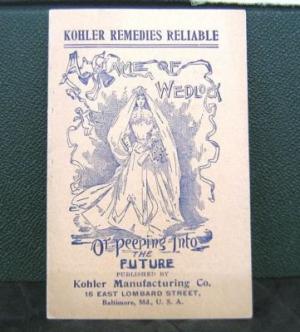 KOHLER REMEDIES RELIABLE
A GAME OF
WEDLOCK
Or Peeping Into
THE
FUTURE
PUBLISHED BY
Kohler Manufacturing Co.
15 EAST LOMBARD STREET,
Baltimore, Md., U. S. A.